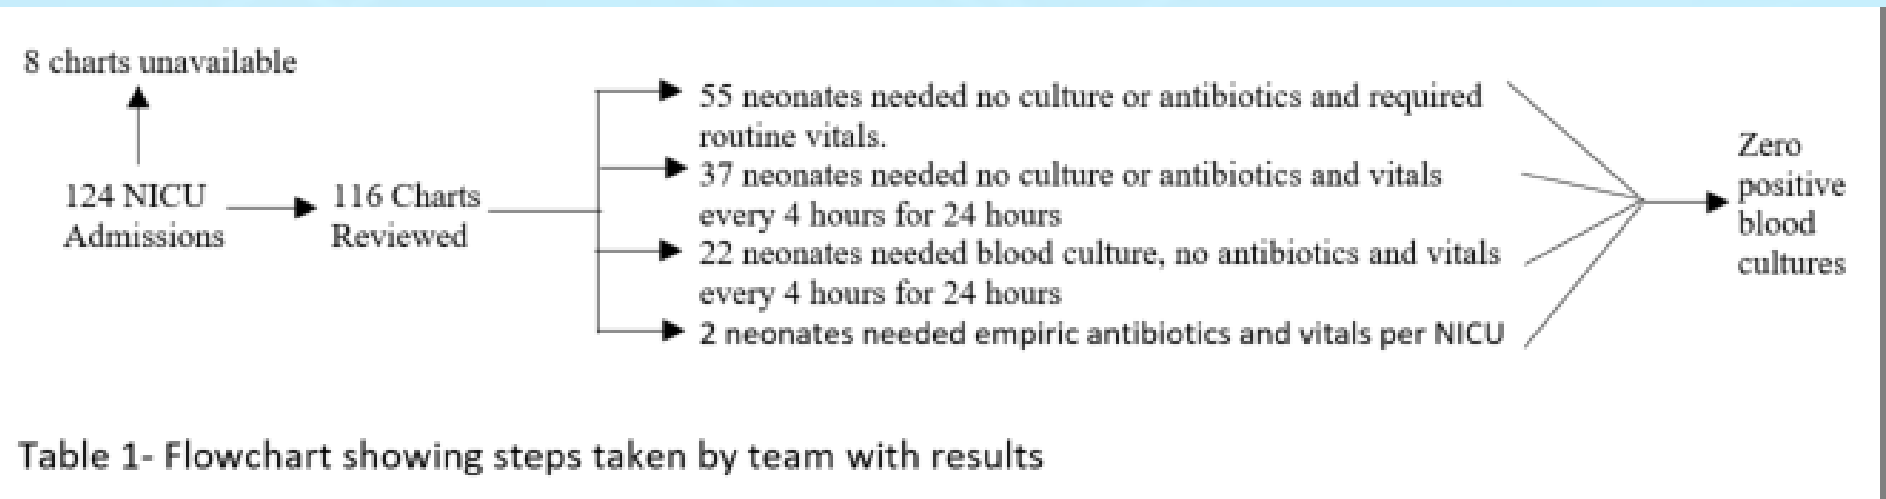 8 charts unavailable
124 NICU
Admissions
116 Charts
Reviewed
55 neonates needed no culture or antibiotics and required
routine vitals.
37 neonates needed no culture or antibiotics and vitals
every 4 hours for 24 hours
22 neonates needed blood culture, no antibiotics and vitals
every 4 hours for 24 hours
2 neonates needed empiric antibiotics and vitals per NICU
Zero
positive
blood
cultures
Table 1- Flowchart showing steps taken by team with results